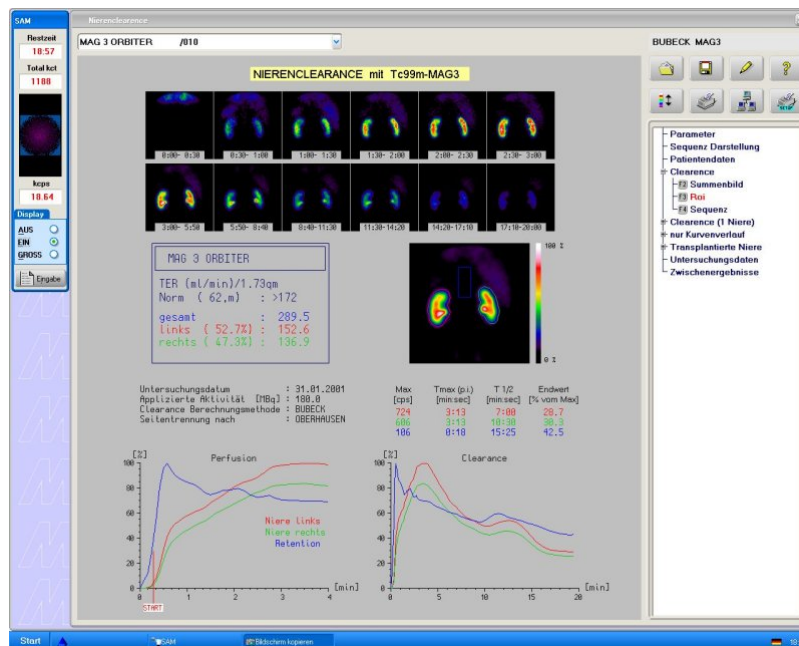 SAM
Restzeit
18:57
Total kct
1188
kcps
18.64
Display
AUS
EIN
GROSS
Eingabe
Nierenclearance
MAG 3 ORBITER /010
NIERENCLEARANCE mit Tc99m-MAG3
0:00- 0:30
0:30- 1:00
1:00- 1:30
1:30- 2:00
2:00- 2:30
2:30- 3:00
3:00- 5:50
5:50- 8:40
8:40-11:30
11:30-14:20
14:20-17:10
17:10-20:00
MAG 3 ORBITER
TER (ml/min)/1.73qm
Norm ( 62,m) : >172
gesamt : 289.5
links ( 52.7%) : 152.6
rechts ( 47.3%) : 136.9
100 %
0 %
Untersuchungsdatum : 31.01.2001
Applizierte Aktivität [MBq] : 180.0
Clearance Berechnungsmethode : BUBECK
Seitentrennung nach : OBERHAUSEN
Max Tmax (p.i.) T 1/2 Endwert
[cps] [min:sec] [min:sec] [% vom Max]
724 3:13 7:00 28.7
606 3:13 10:30 30.3
106 0:18 15:25 42.5
[%] Perfusion
100
80
60
40
20
0
Niere links
Niere rechts
Retention
0 1 2 3 4 [min]
START
[%] Clearance
100
80
60
40
20
0
0 5 10 15 20 [min]
BUBECK MAG3
?
Parameter
Sequenz Darstellung
Patientendaten
Clearence
F2 Summenbild
F3 Roi
F4 Sequenz
Clearence (1 Niere)
nur Kurvenverlauf
Transplantierte Niere
Untersuchungsdaten
Zwischenergebnisse
Start
SAM
Bildschirm kopieren